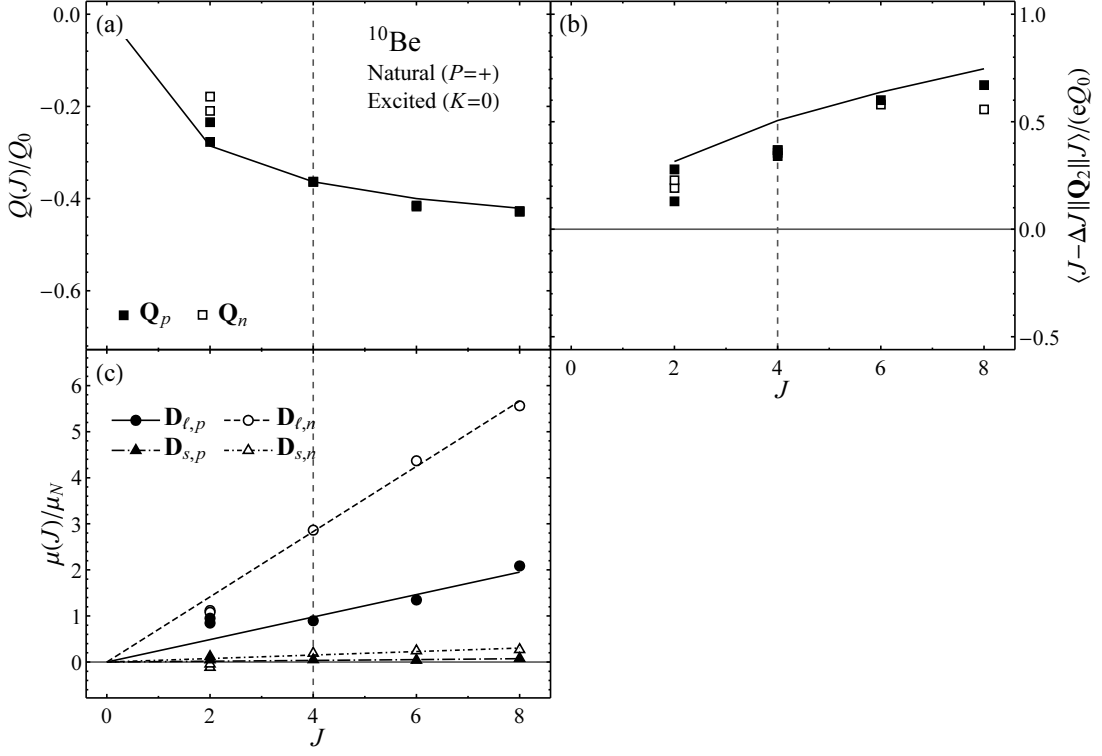 (a)
¹⁰Be
Natural (P=+)
Excited (K=0)
0.0
−0.2
−0.4
−0.6
Q(J)/Q₀
■ 𝐐ₚ □ 𝐐ₙ
(b)
1.0
0.5
0.0
−0.5
⟨J−ΔJ‖𝐐₂‖J⟩/(eQ₀)
0 2 4 6 8
J
(c)
𝐃ℓ,p 𝐃ℓ,n
𝐃s,p 𝐃s,n
6
5
4
3
2
1
0
μ(J)/μ_N
0 2 4 6 8
J